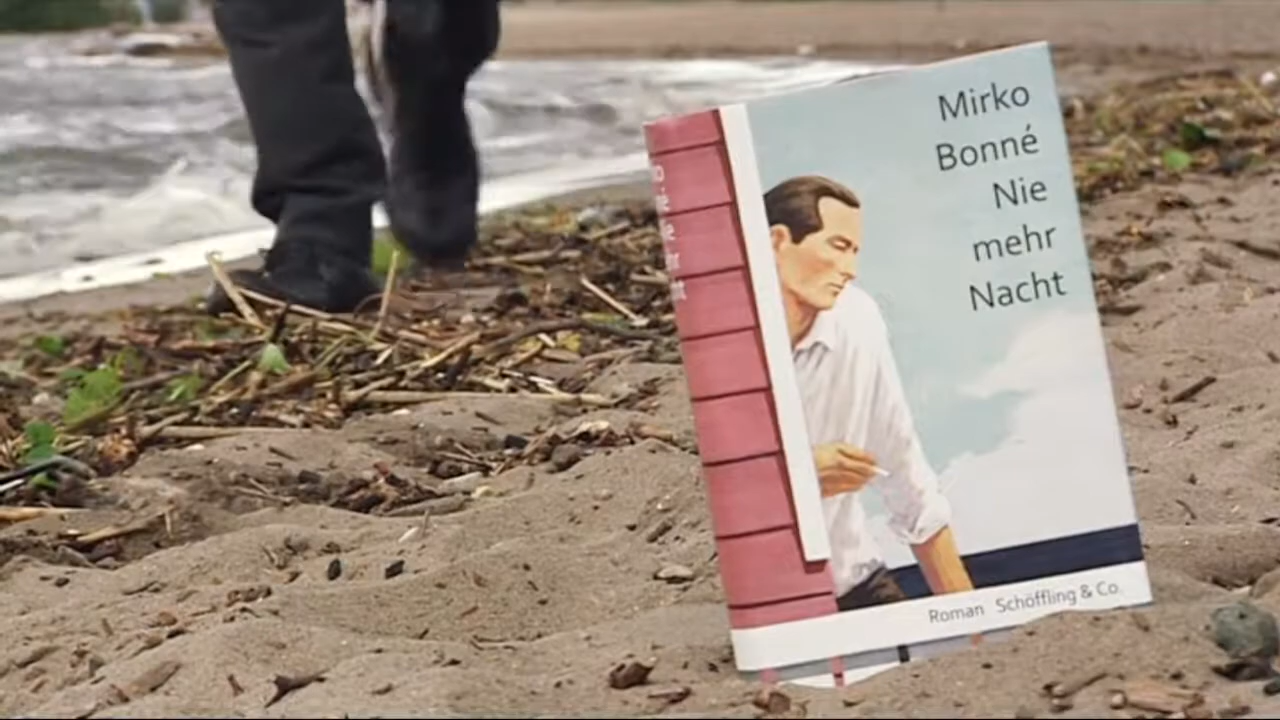 Mirko
Bonné
Nie
mehr
Nacht
Roman Schöffling & Co.